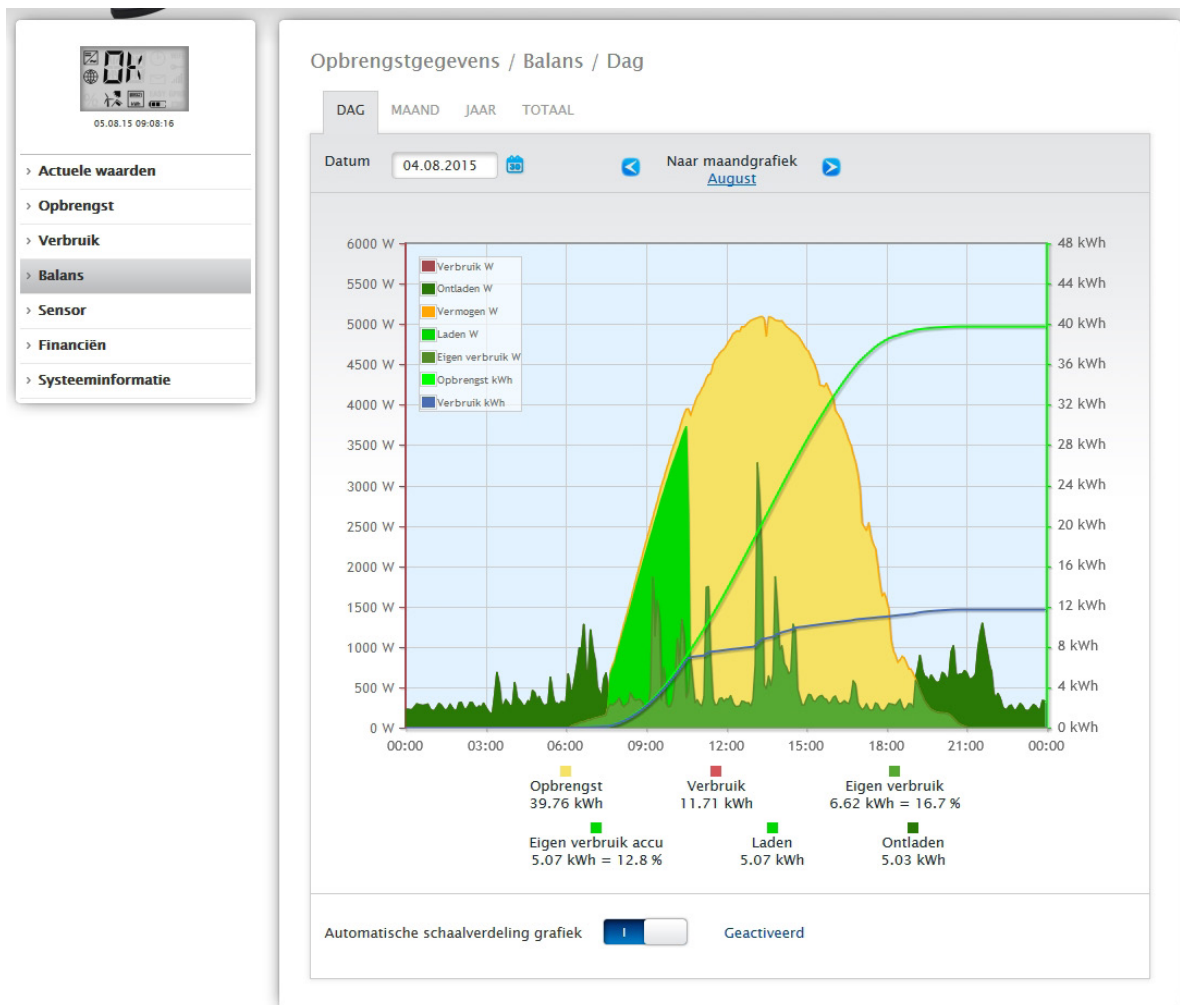 OK
05.08.15 09:08:16
Actuele waarden
Opbrengst
Verbruik
Balans
Sensor
Financiën
Systeeminformatie
Opbrengstgegevens / Balans / Dag
DAG MAAND JAAR TOTAAL
Datum 04.08.2015 30 Naar maandgrafiek
August
6000 W
5500 W
5000 W
4500 W
4000 W
3500 W
3000 W
2500 W
2000 W
1500 W
1000 W
500 W
0 W
Verbruik W
Ontladen W
Vermogen W
Laden W
Eigen verbruik W
Opbrengst kWh
Verbruik kWh
48 kWh
44 kWh
40 kWh
36 kWh
32 kWh
28 kWh
24 kWh
20 kWh
16 kWh
12 kWh
8 kWh
4 kWh
0 kWh
00:00 03:00 06:00 09:00 12:00 15:00 18:00 21:00 00:00
Opbrengst Verbruik Eigen verbruik
39.76 kWh 11.71 kWh 6.62 kWh = 16.7 %
Eigen verbruik accu Laden Ontladen
5.07 kWh = 12.8 % 5.07 kWh 5.03 kWh
Automatische schaalverdeling grafiek I Geactiveerd